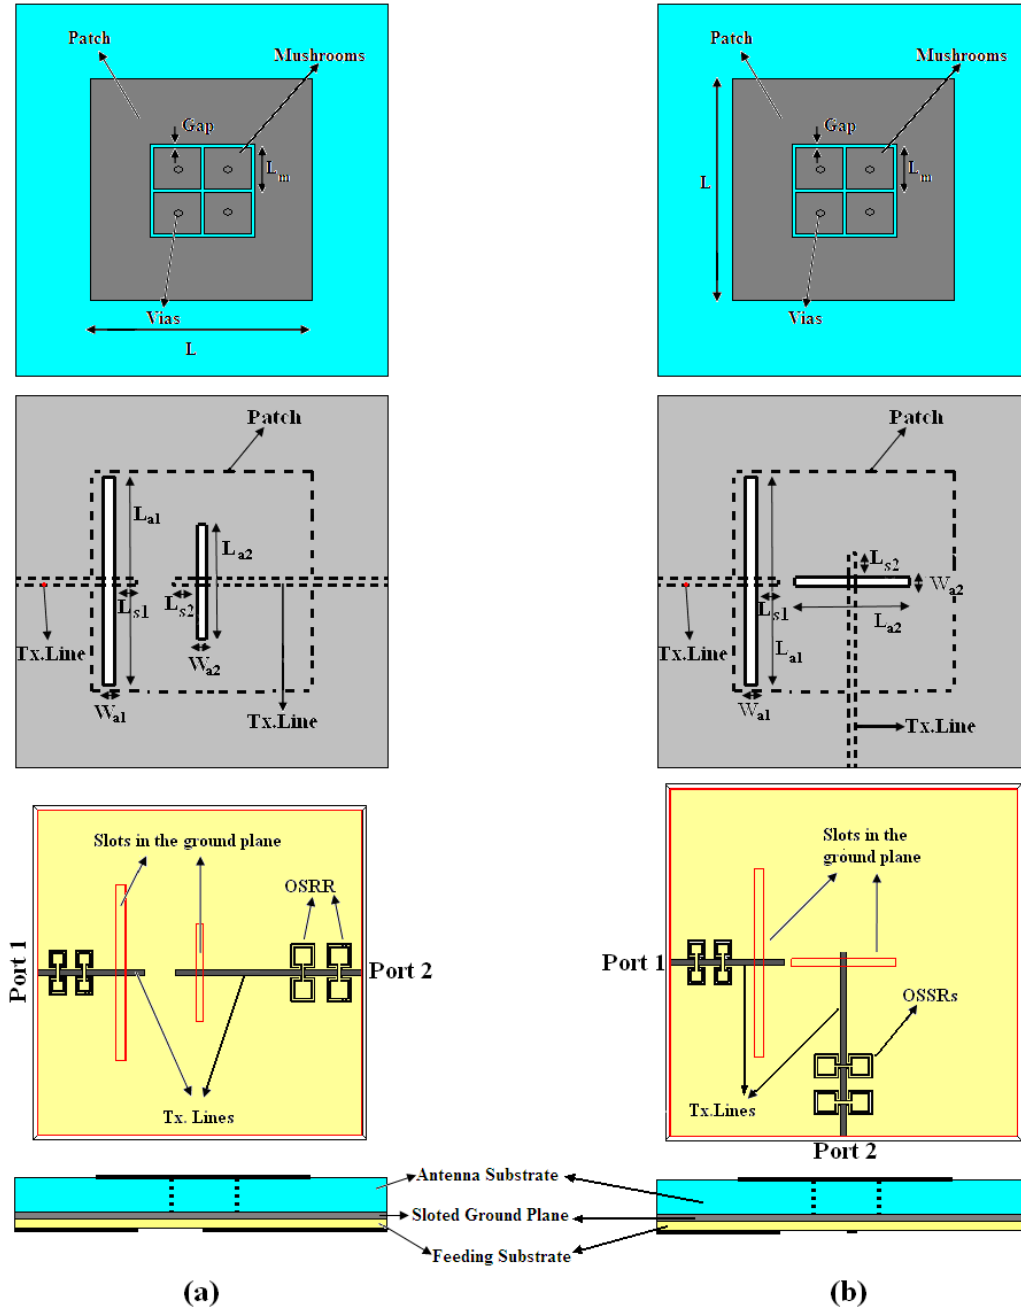 Patch
Mushrooms
Gap
Lm
Vias
L
Patch
Mushrooms
Gap
L
Lm
Vias
Patch
La1
La2
Ls1
Ls2
Tx.Line
Wa2
Wa1
Tx.Line
Patch
Ls2
Wa2
Ls1
La2
Tx.Line
La1
Wa1
Tx.Line
Slots in the ground plane
OSRR
Port 1
Port 2
Tx. Lines
Slots in the
ground plane
Port 1
OSSRs
Tx.Lines
Port 2
Antenna Substrate
Sloted Ground Plane
Feeding Substrate
(a)
(b)